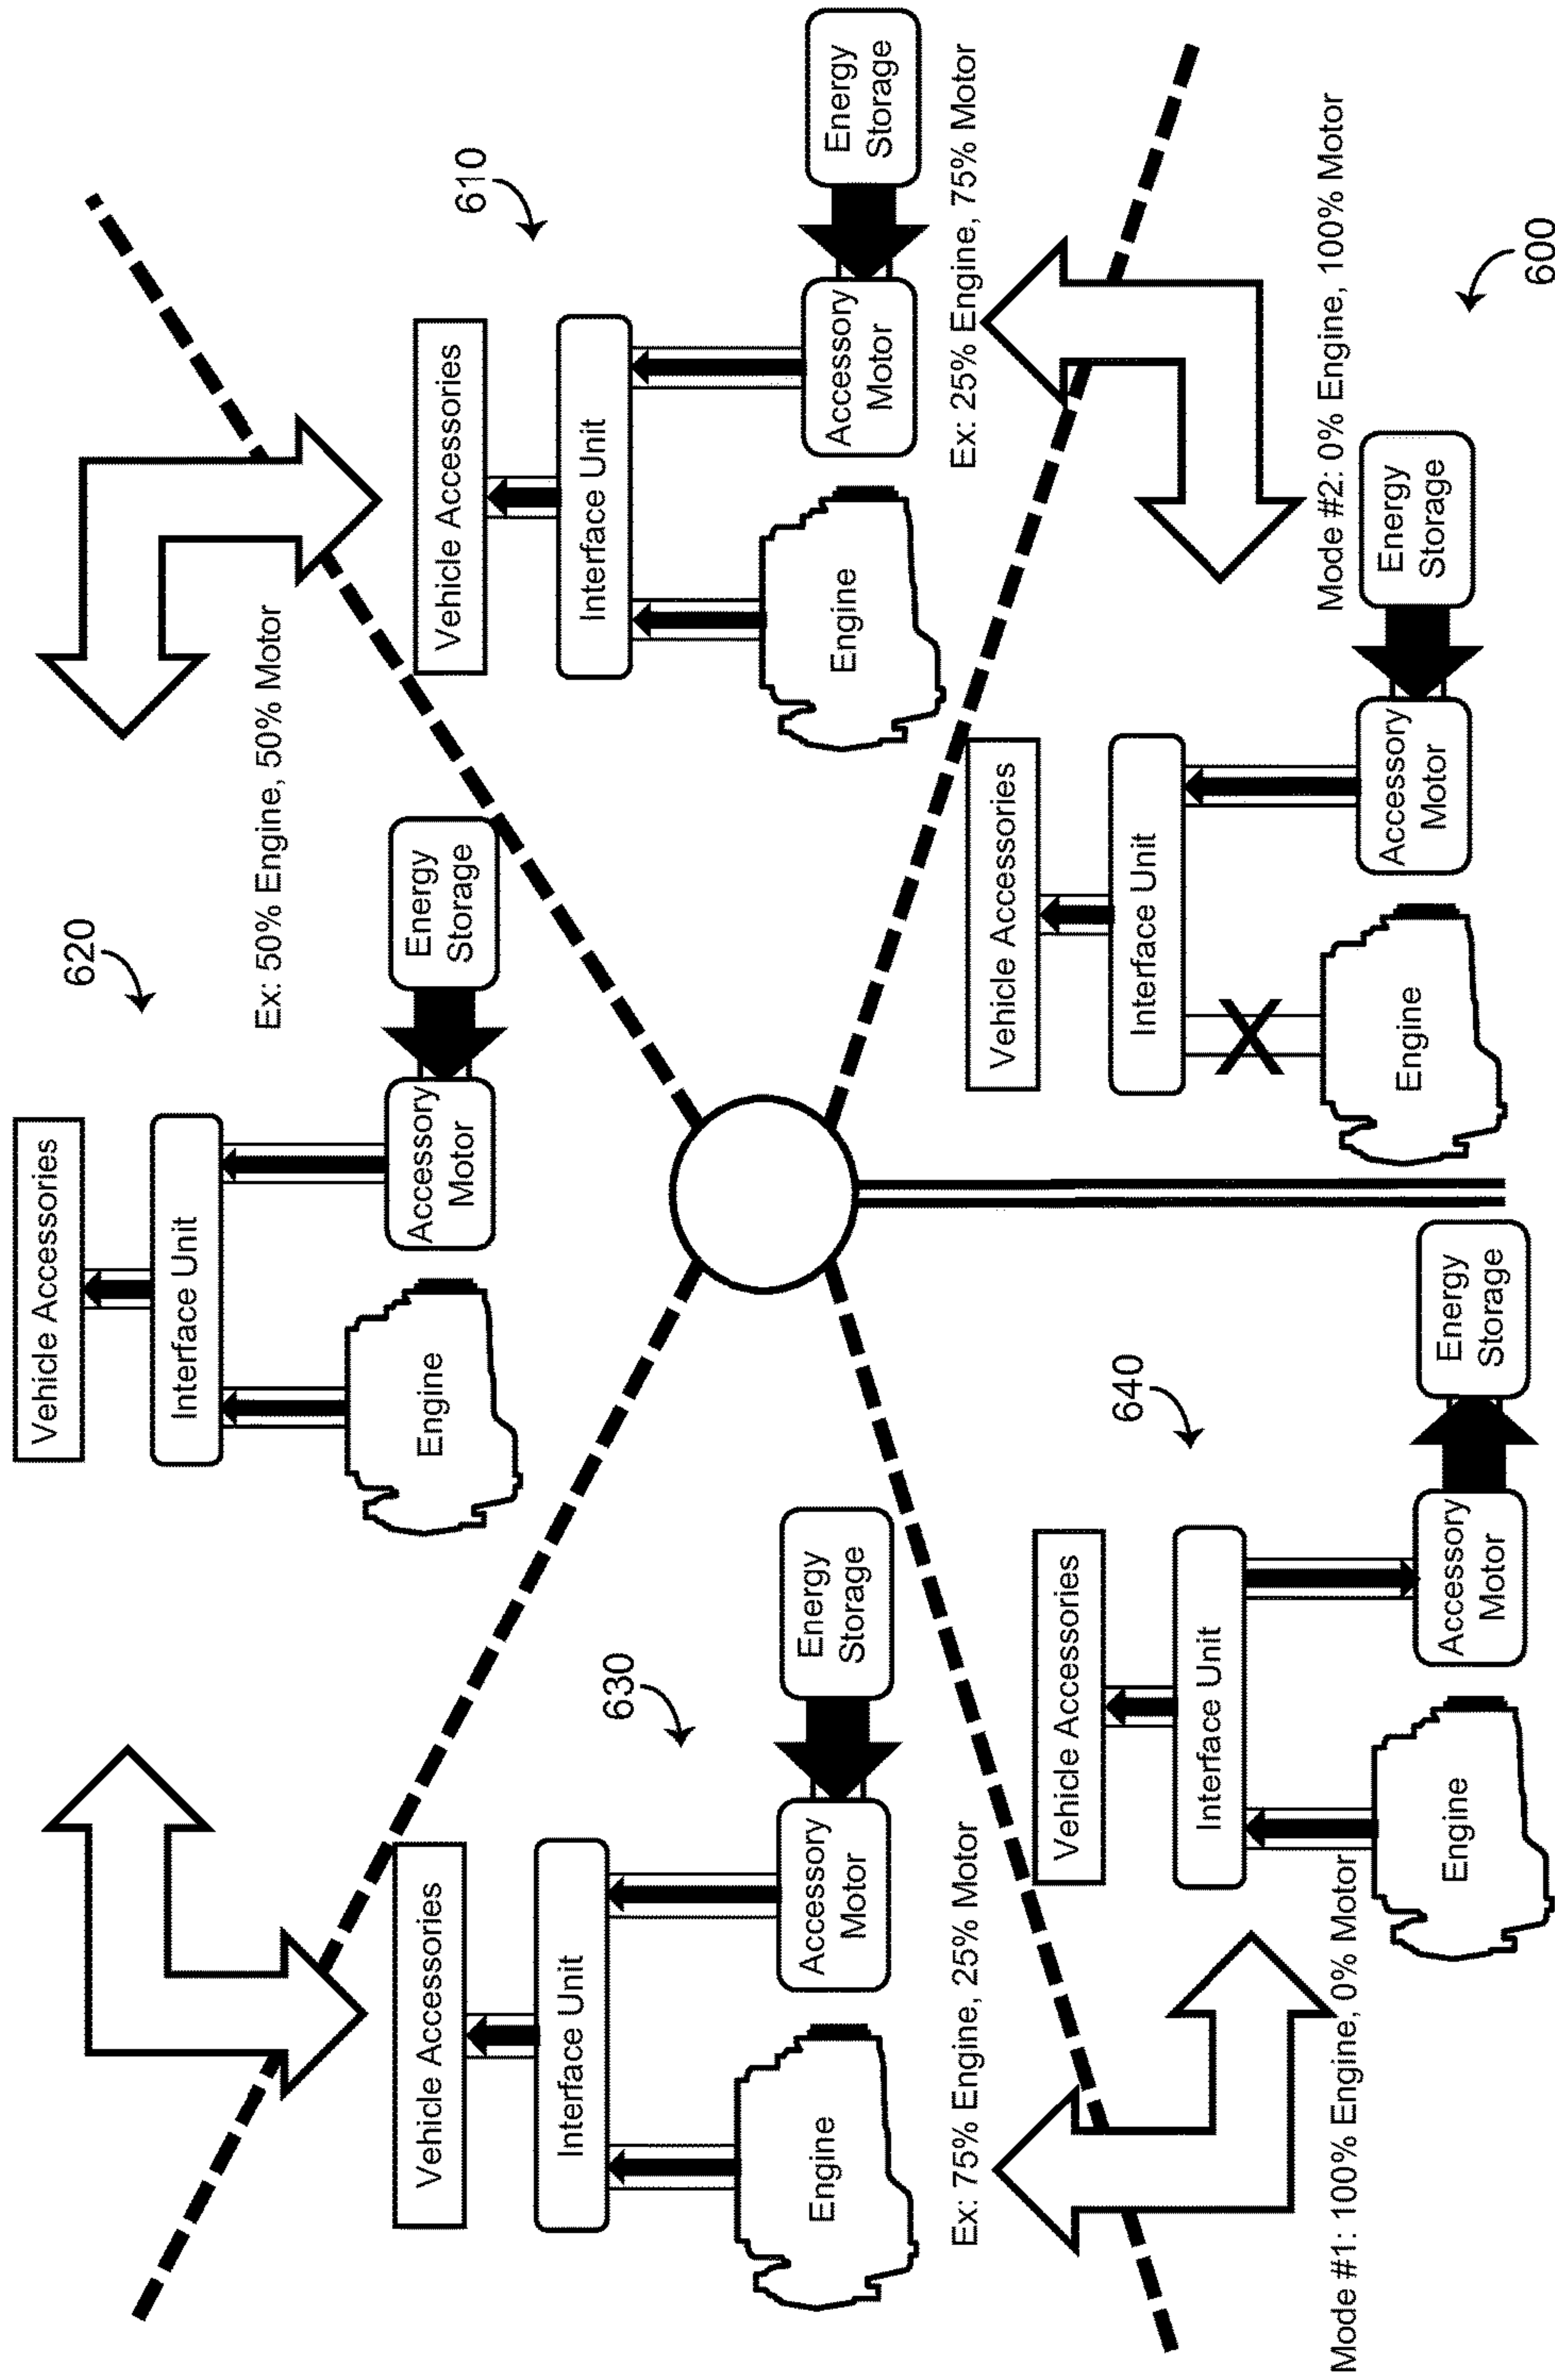 620
Vehicle Accessories
Interface Unit
Engine
Accessory
Motor
Energy
Storage
Ex: 50% Engine, 50% Motor
630
Vehicle Accessories
Interface Unit
Engine
Accessory
Motor
Energy
Storage
Ex: 75% Engine, 25% Motor
610
Vehicle Accessories
Interface Unit
Engine
Accessory
Motor
Energy
Storage
Ex: 25% Engine, 75% Motor
640
Vehicle Accessories
Interface Unit
Engine
Accessory
Motor
Energy
Storage
Mode #1: 100% Engine, 0% Motor
Vehicle Accessories
Interface Unit
Engine
Accessory
Motor
Energy
Storage
Mode #2: 0% Engine, 100% Motor
600